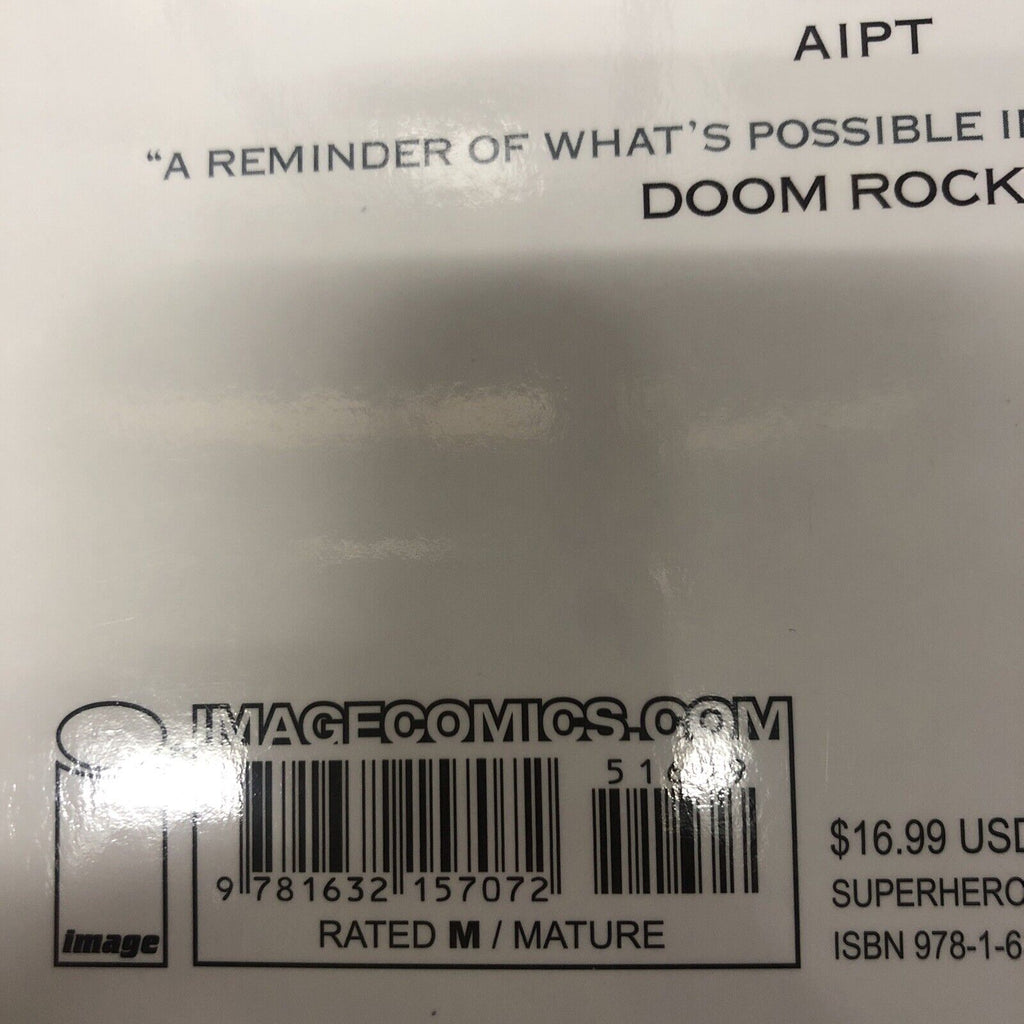 AIPT
“A REMINDER OF WHAT’S POSSIBLE
DOOM ROCK
IMAGECOMICS.COM
51
9 781632 157072
RATED M / MATURE
image
$16.99 USD
SUPERHERO
ISBN 978-1-6